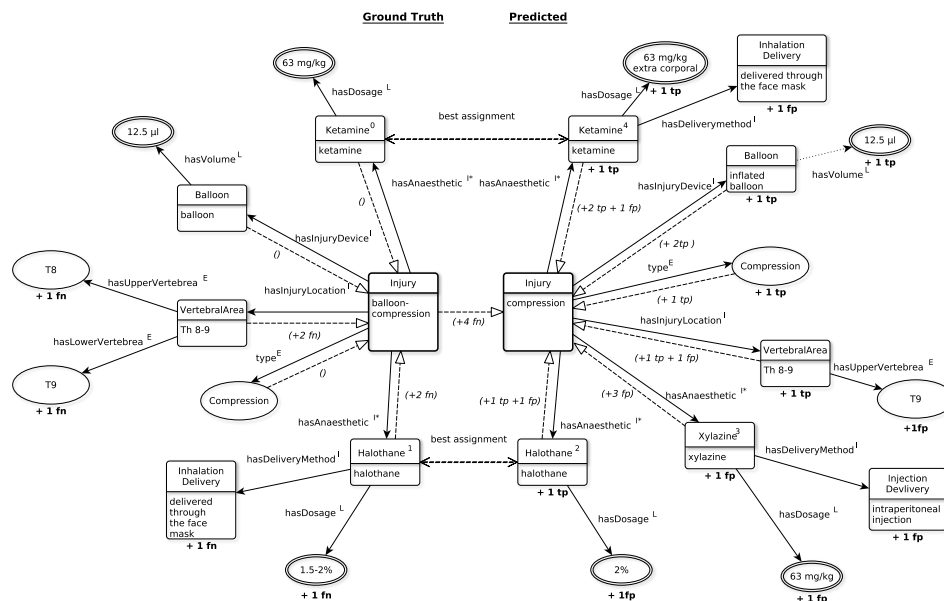 Ground Truth
Predicted
63 mg/kg
hasDosage L
Ketamine0
ketamine
best assignment
63 mg/kg
extra corporal
+ 1 tp
hasDosage L
Ketamine4
ketamine
+ 1 tp
hasDeliverymethod I
Inhalation
Delivery
delivered through
the face mask
+ 1 fp
12.5 µl
hasVolume L
Balloon
balloon
()
hasAnaesthetic I*
hasAnaesthetic I*
(+2 tp + 1 fp)
hasInjuryDevice I
Balloon
inflated
balloon
+ 1 tp
12.5 µl
+ 1 tp
hasVolume L
hasInjuryDevice I
()
(+ 2tp )
T8
+ 1 fn
hasUpperVertebrea E
VertebralArea
Th 8-9
hasLowerVertebrea E
T9
+ 1 fn
hasInjuryLocation I
(+2 fn)
type E
()
Compression
Injury
balloon-
compression
(+4 fn)
Injury
compression
type E
(+ 1 tp)
Compression
+ 1 tp
hasInjuryLocation I
(+1 tp + 1 fp)
VertebralArea
Th 8-9
+ 1 tp
hasUpperVertebrea E
T9
+1fp
(+2 fn)
hasAnaesthetic I*
(+1 tp +1 fp)
hasAnaesthetic I*
(+3 fp)
hasAnaesthetic I*
Halothane 1
halothane
best assignment
Halothane 2
halothane
+ 1 tp
Xylazine3
xylazine
+ 1 fp
hasDeliveryMethod I
Inhalation
Delivery
delivered
through
the face
mask
+ 1 fn
hasDeliveryMethod I
Injection
Devlivery
intraperitoneal
injection
+ 1 fp
hasDosage L
1.5-2%
+ 1 fn
hasDosage L
2%
+ 1fp
hasDosage L
63 mg/kg
+ 1 fp